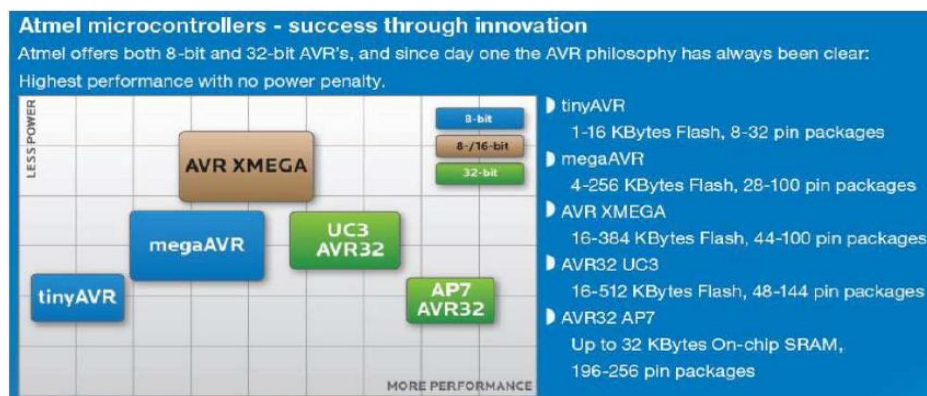 Atmel microcontrollers - success through innovation
Atmel offers both 8-bit and 32-bit AVR's, and since day one the AVR philosophy has always been clear:
Highest performance with no power penalty.
LESS POWER
8-bit
8-/16-bit
32-bit
AVR XMEGA
megaAVR
UC3
AVR32
tinyAVR
AP7
AVR32
MORE PERFORMANCE
tinyAVR
1-16 KBytes Flash, 8-32 pin packages
megaAVR
4-256 KBytes Flash, 28-100 pin packages
AVR XMEGA
16-384 KBytes Flash, 44-100 pin packages
AVR32 UC3
16-512 KBytes Flash, 48-144 pin packages
AVR32 AP7
Up to 32 KBytes On-chip SRAM,
196-256 pin packages